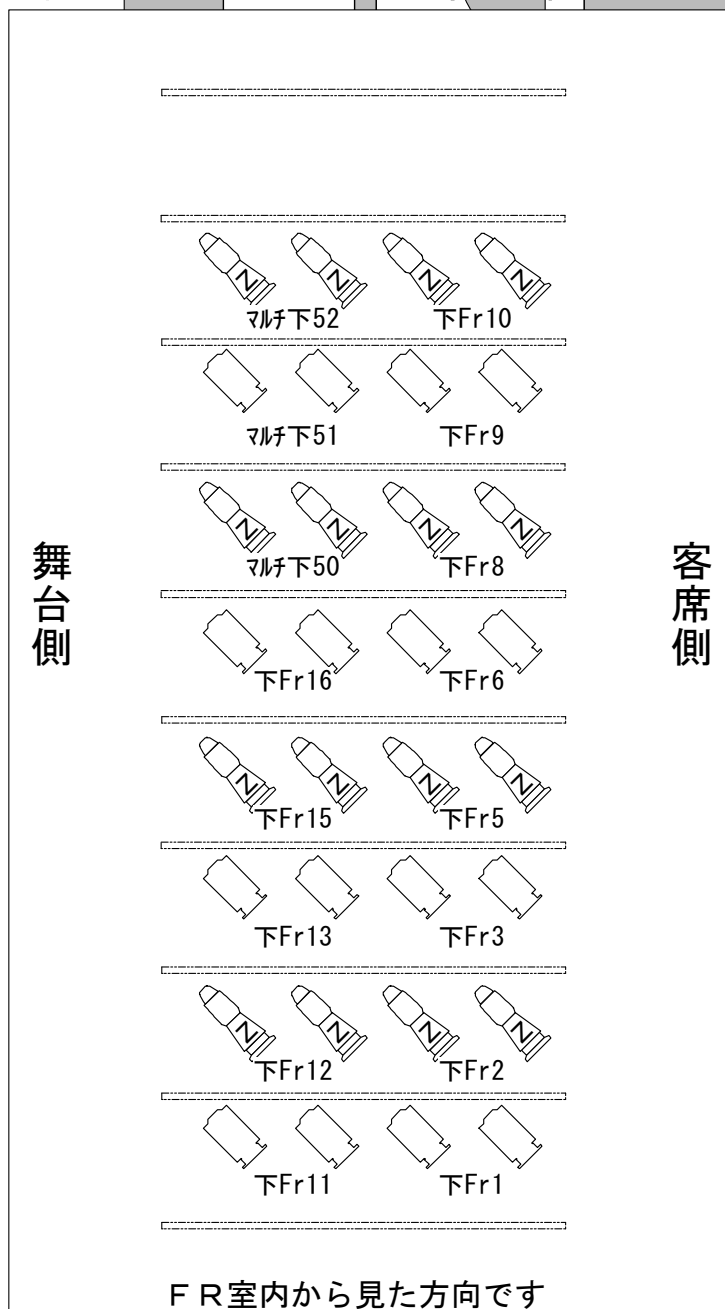 マルチ下52 下Fr10
マルチ下51 下Fr9
マルチ下50 下Fr8
下Fr16 下Fr6
下Fr15 下Fr5
下Fr13 下Fr3
下Fr12 下Fr2
下Fr11 下Fr1
舞台側
客席側
N N N N
N N N N
N N N N
N N N N
ＦＲ室内から見た方向です